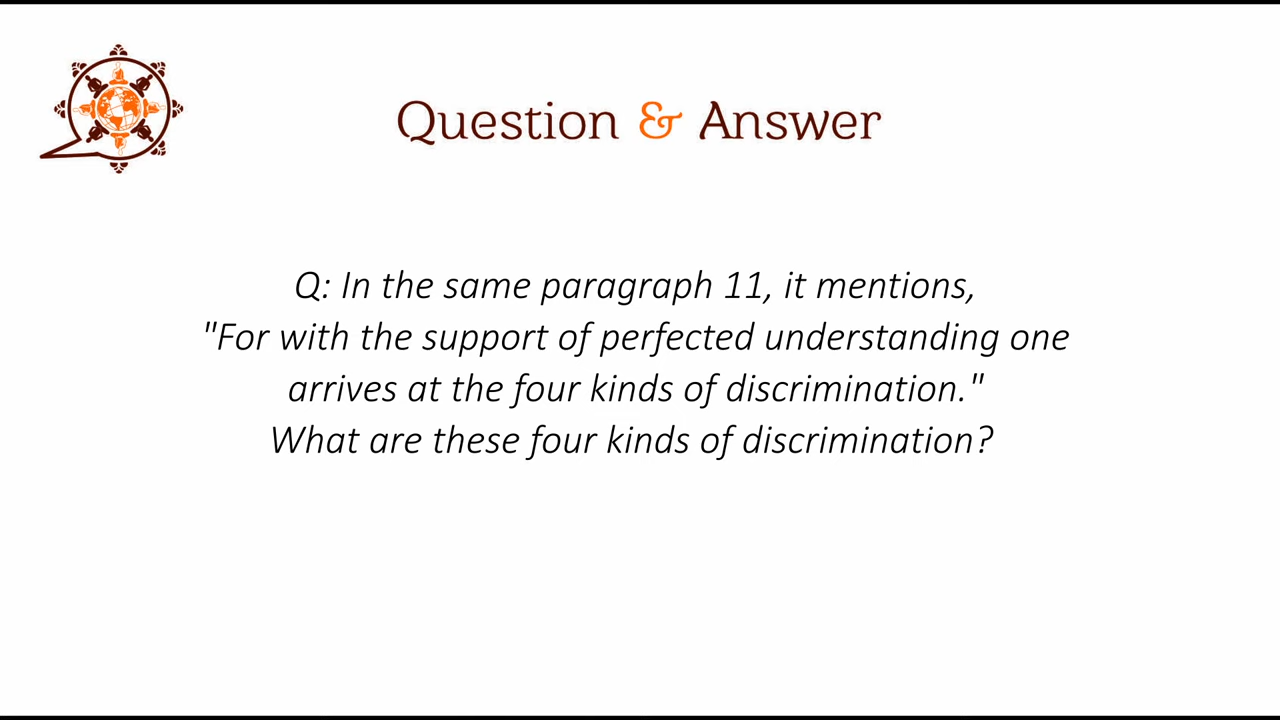 Question & Answer
Q: In the same paragraph 11, it mentions,
"For with the support of perfected understanding one
arrives at the four kinds of discrimination."
What are these four kinds of discrimination?